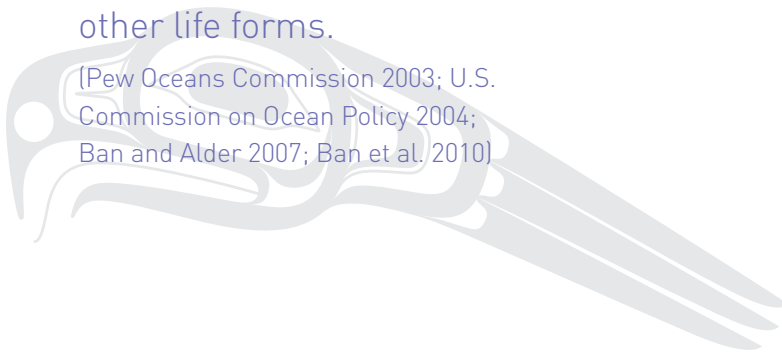 other life forms.
(Pew Oceans Commission 2003; U.S.
Commission on Ocean Policy 2004;
Ban and Alder 2007; Ban et al. 2010)